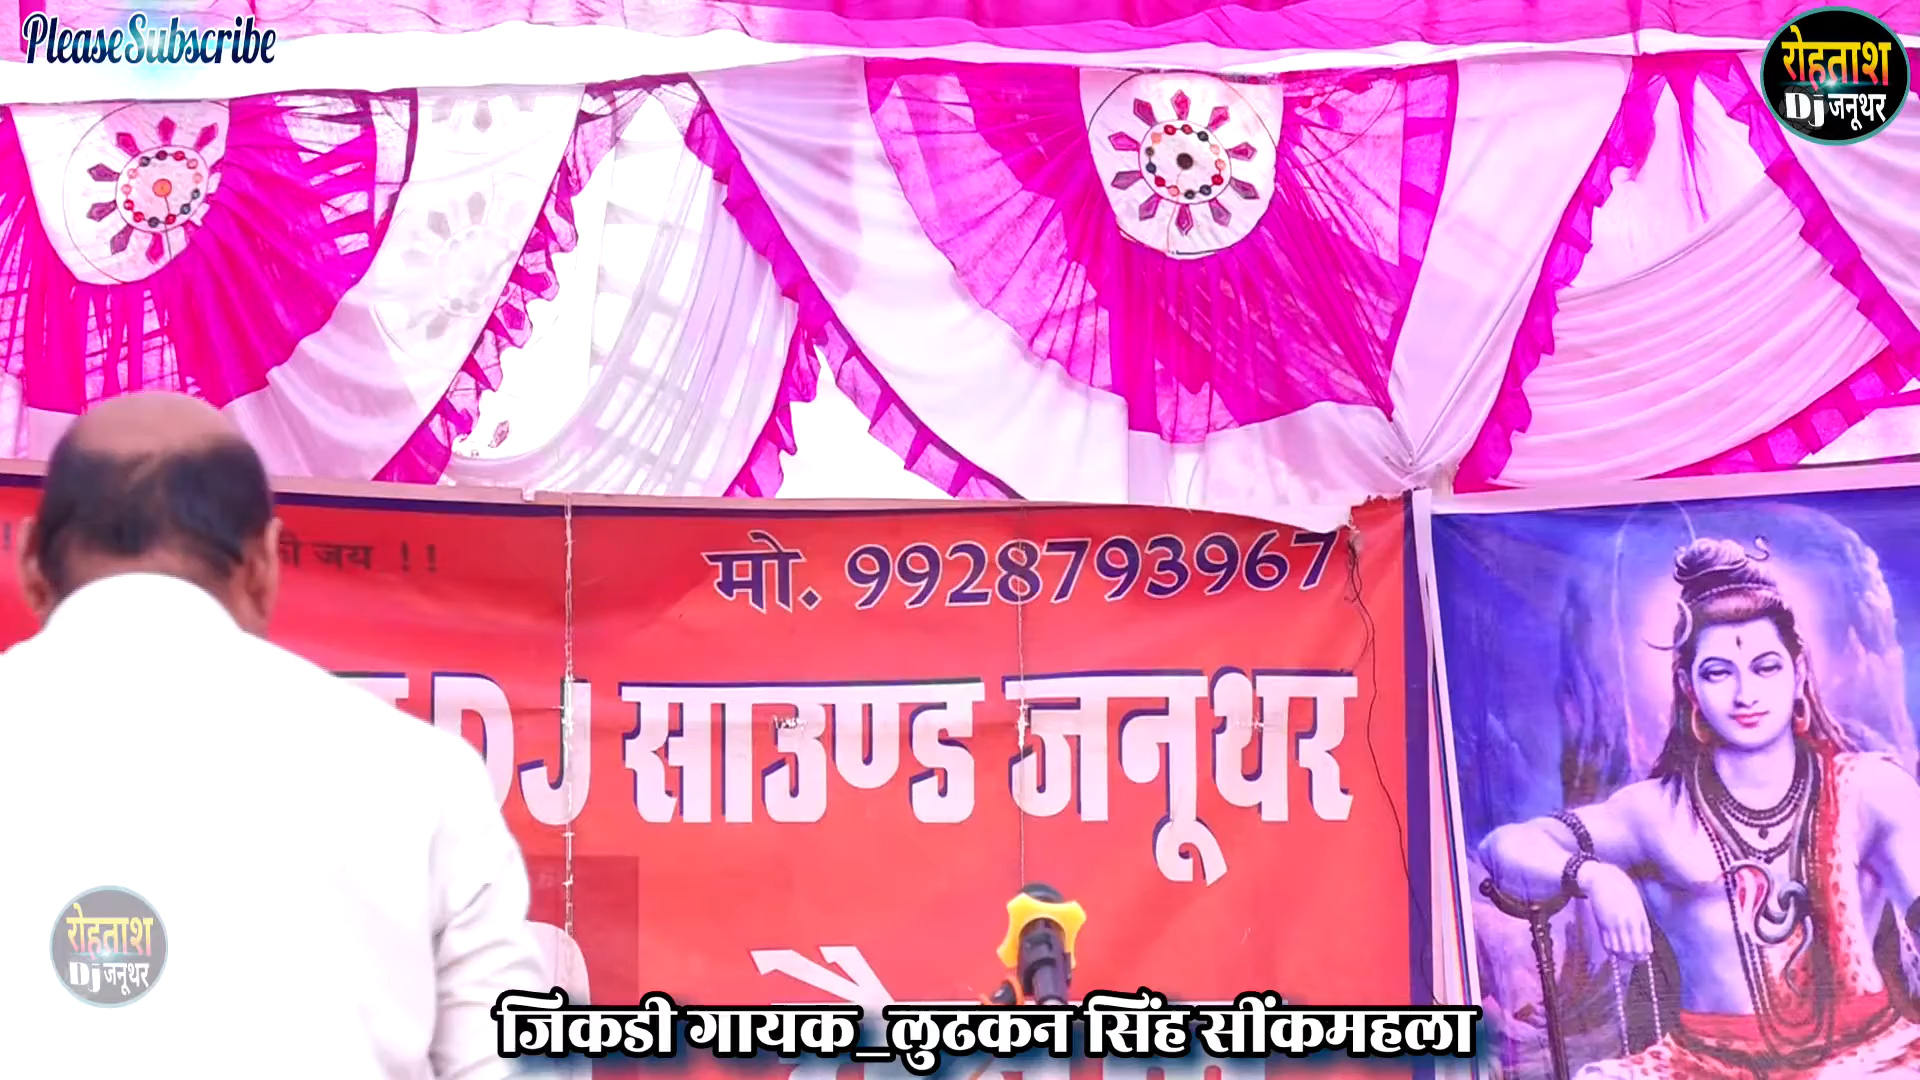 PleaseSubscribe
रोहताश
Dj जनूथर
की जय !!
मो. 9928793967
DJ साउण्ड जनूथर
रोहताश
Dj जनूथर
जिकडी गायक_लुढकन सिंह सींकमहला